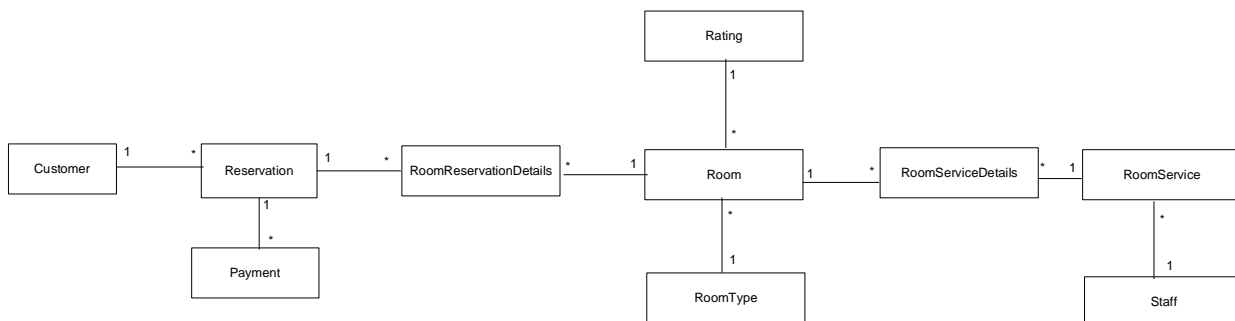 Rating
1
*
Customer
1
*
Reservation
1
*
RoomReservationDetails
*
1
Room
1
*
RoomServiceDetails
*
1
RoomService
1
*
Payment
*
1
RoomType
*
1
Staff